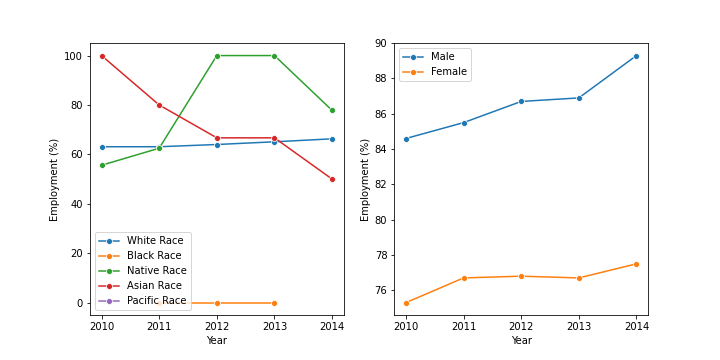 100
80
60
40
20
0
Employment (%)
White Race
Black Race
Native Race
Asian Race
Pacific Race
2010 2011 2012 2013 2014
Year
90
88
86
84
82
80
78
76
Employment (%)
Male
Female
2010 2011 2012 2013 2014
Year